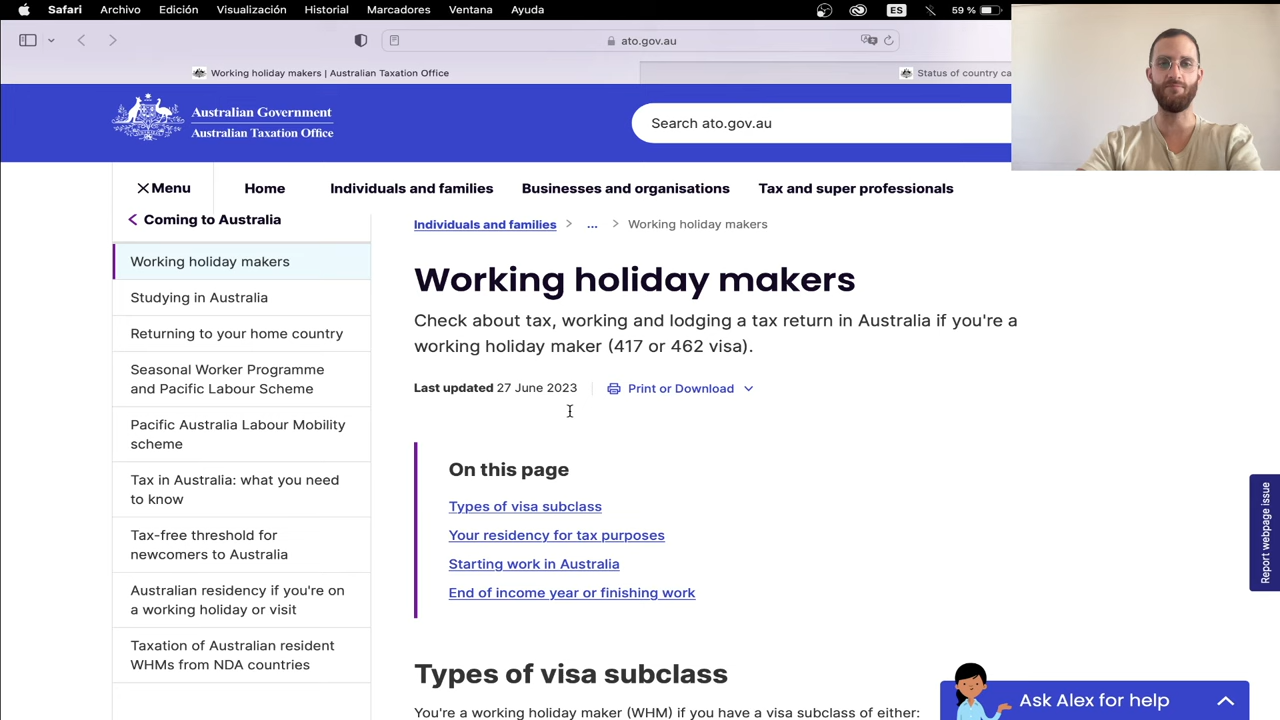 Safari Archivo Edición Visualización Historial Marcadores Ventana Ayuda ES 59 %
ato.gov.au
Working holiday makers | Australian Taxation Office
Status of country ca
Australian Government
Australian Taxation Office
Search ato.gov.au
Menu Home Individuals and families Businesses and organisations Tax and super professionals
Coming to Australia
Working holiday makers
Studying in Australia
Returning to your home country
Seasonal Worker Programme
and Pacific Labour Scheme
Pacific Australia Labour Mobility
scheme
Tax in Australia: what you need
to know
Tax-free threshold for
newcomers to Australia
Australian residency if you're on
a working holiday or visit
Taxation of Australian resident
WHMs from NDA countries
Individuals and families > ... > Working holiday makers
Working holiday makers
Check about tax, working and lodging a tax return in Australia if you're a
working holiday maker (417 or 462 visa).
Last updated 27 June 2023 Print or Download
On this page
Types of visa subclass
Your residency for tax purposes
Starting work in Australia
End of income year or finishing work
Types of visa subclass
You're a working holiday maker (WHM) if you have a visa subclass of either:
Report webpage issue
Ask Alex for help